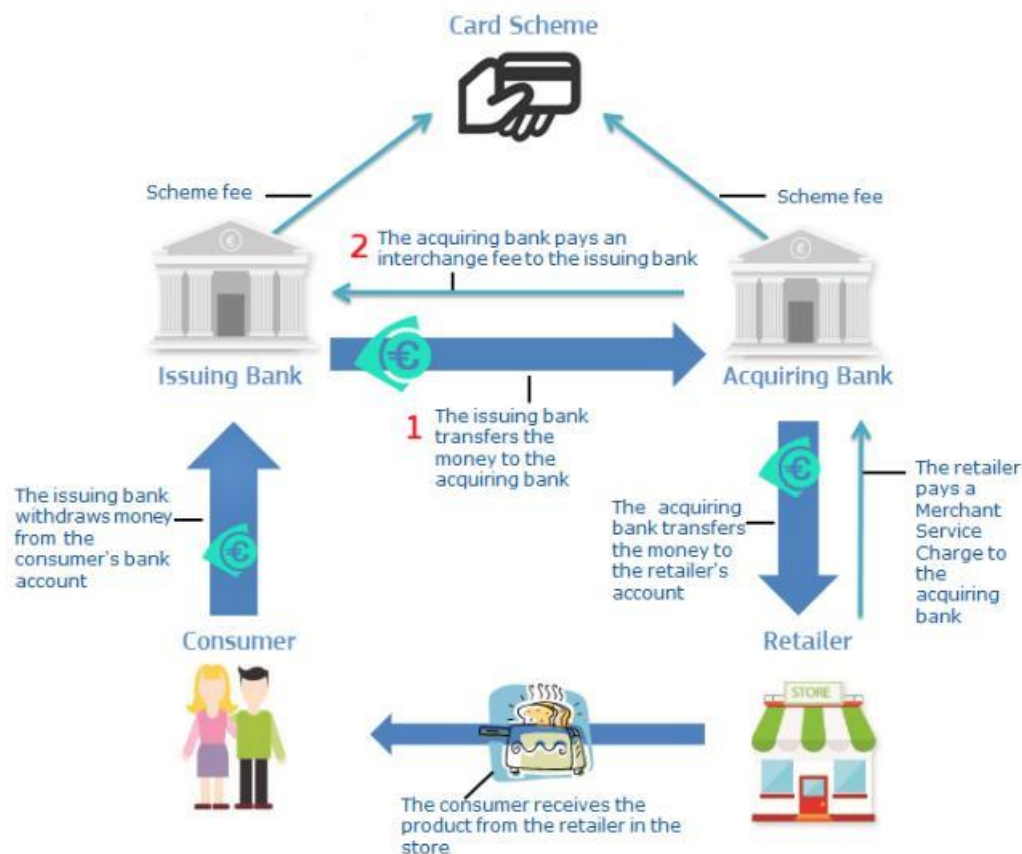 Card Scheme
Scheme fee
Scheme fee
2 The acquiring bank pays an
interchange fee to the issuing bank
Issuing Bank
Acquiring Bank
1 The issuing bank
transfers the
money to the
acquiring bank
The issuing bank
withdraws money
from the
consumer's bank
account
The acquiring
bank transfers
the money to
the retailer's
account
The retailer
pays a
Merchant
Service
Charge to
the
acquiring
bank
Consumer
Retailer
STORE
The consumer receives the
product from the retailer in the
store